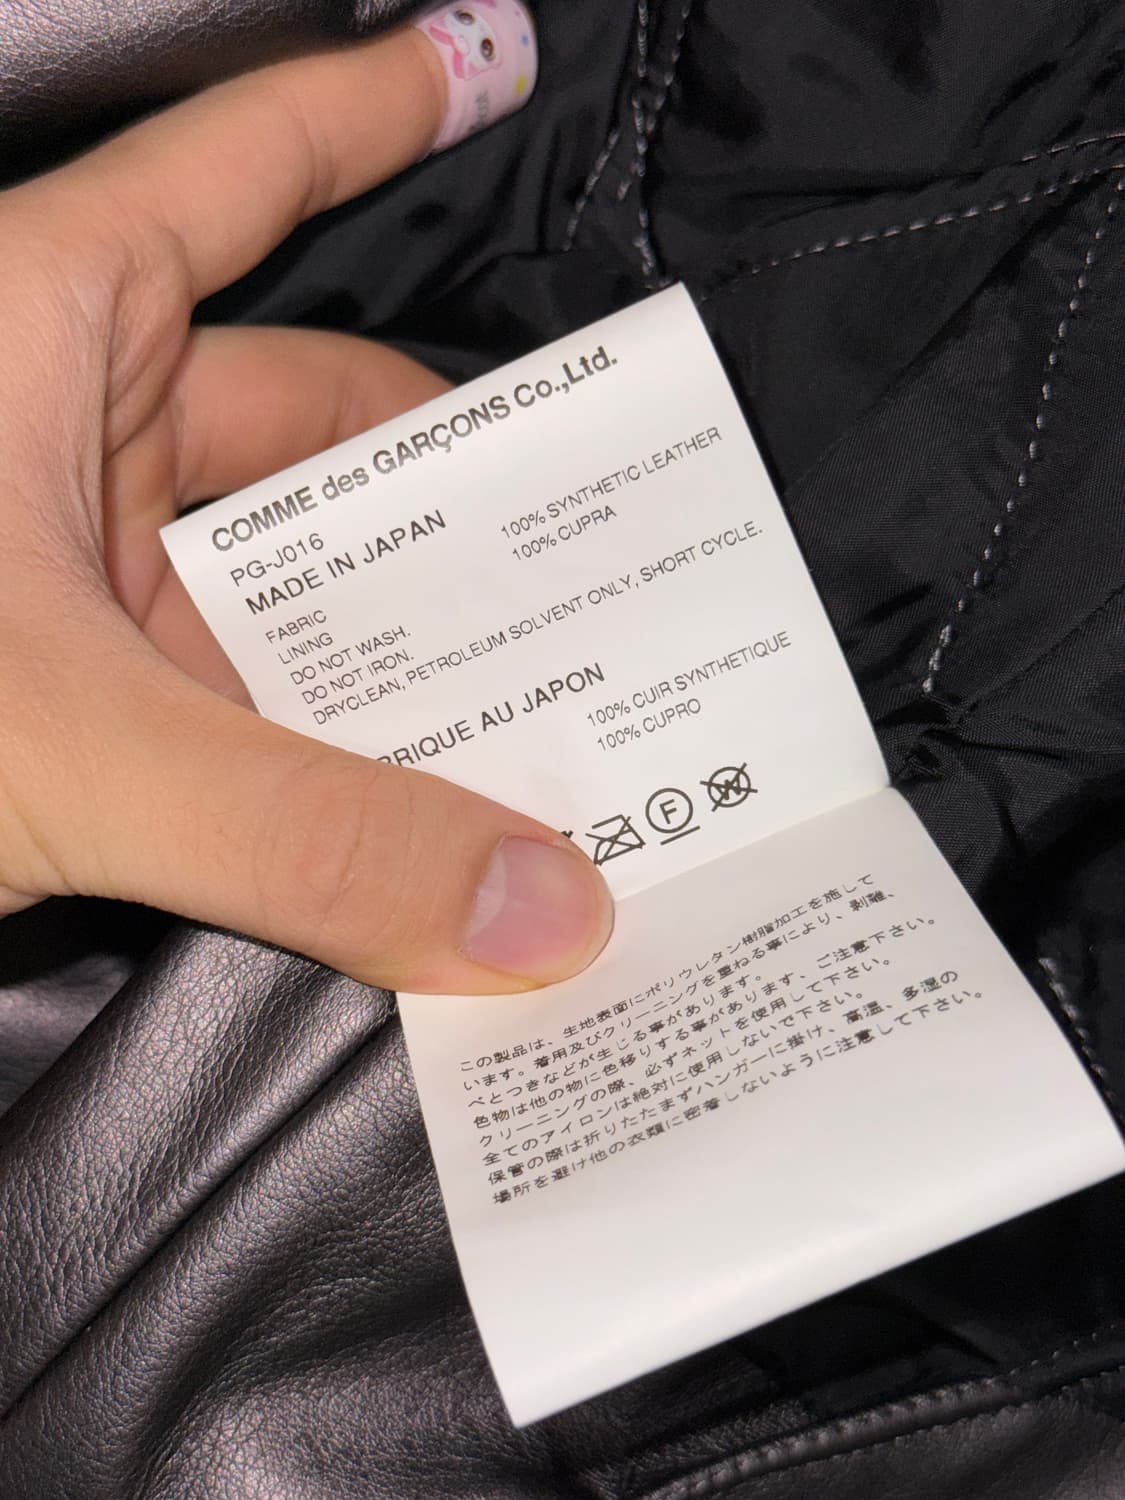 COMME des GARÇONS Co.,Ltd.
PG-J016
MADE IN JAPAN
FABRIC 100% SYNTHETIC LEATHER
LINING 100% CUPRA
DO NOT WASH.
DO NOT IRON.
DRYCLEAN, PETROLEUM SOLVENT ONLY, SHORT CYCLE.
BRIQUE AU JAPON
100% CUIR SYNTHETIQUE
100% CUPRO
F
W
この製品は、生地表面にポリウレタン樹脂加工を施して
います。着用及びクリーニングを重ねる事により、剥離、
べとつきなどが生じる事があります。
色物は他の物に色移りする事があります、ご注意下さい。
クリーニングの際、必ずネットを使用して下さい。
全てのアイロンは絶対に使用しないで下さい。
保管の際は折りたたまずハンガーに掛け、高温、多湿の
場所を避け他の衣類に密着しないように注意して下さい。